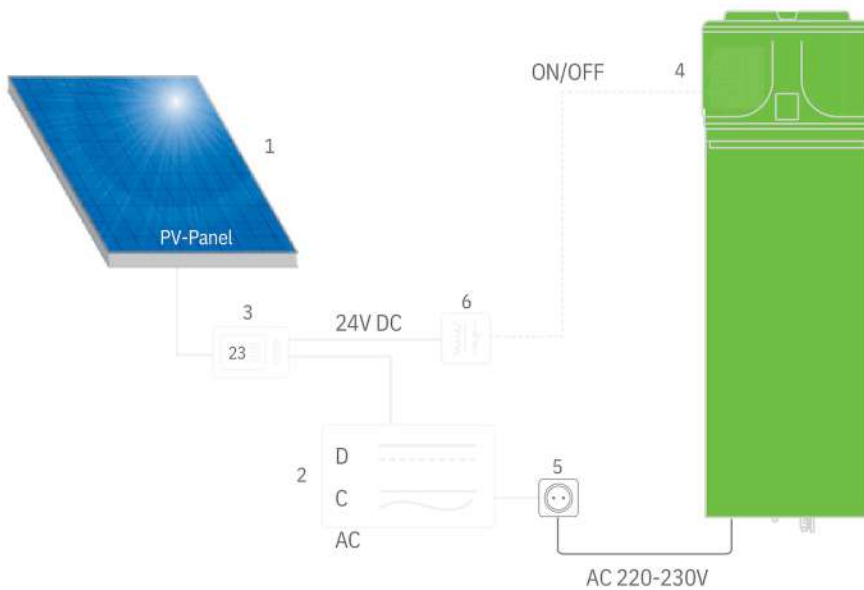 ON/OFF
4
1
PV-Panel
3
6
24V DC
23
D
2
5
C
AC
AC 220-230V